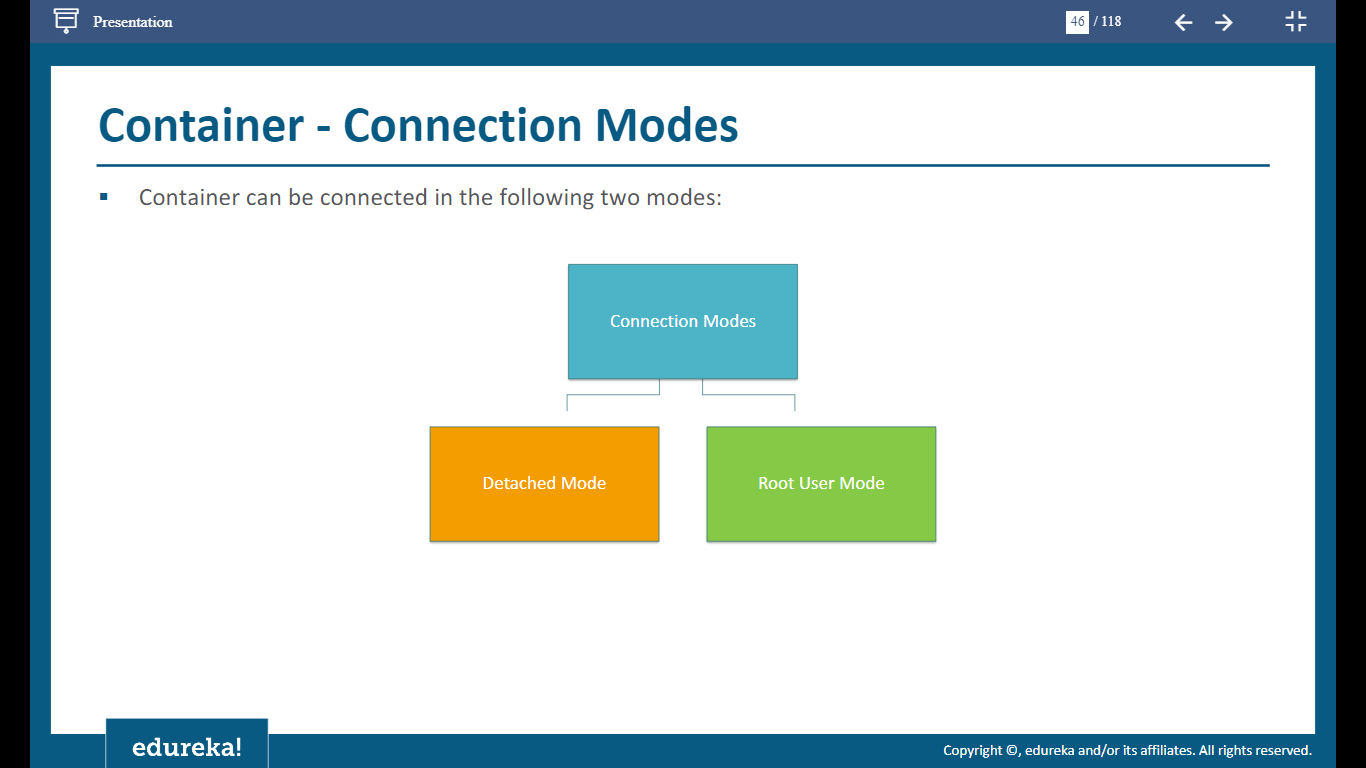 Presentation
46 / 118
Container - Connection Modes
▪ Container can be connected in the following two modes:
Connection Modes
Detached Mode
Root User Mode
edureka!
Copyright ©, edureka and/or its affiliates. All rights reserved.